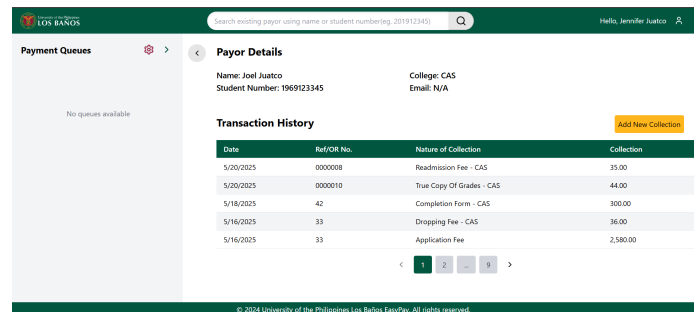 University of the Philippines
LOS BAÑOS
Search existing payor using name or student number(eg. 201912345)
Hello, Jennifer Juatco
Payment Queues
No queues available
Payor Details
Name: Joel Juatco
College: CAS
Student Number: 1969123345
Email: N/A
Transaction History
Add New Collection
Date Ref/OR No. Nature of Collection Collection
5/20/2025 0000008 Readmission Fee - CAS 35.00
5/20/2025 0000010 True Copy Of Grades - CAS 44.00
5/18/2025 42 Completion Form - CAS 300.00
5/16/2025 33 Dropping Fee - CAS 36.00
5/16/2025 33 Application Fee 2,580.00
< 1 2 ... 9 >
© 2024 University of the Philippines Los Baños EasyPay. All rights reserved.